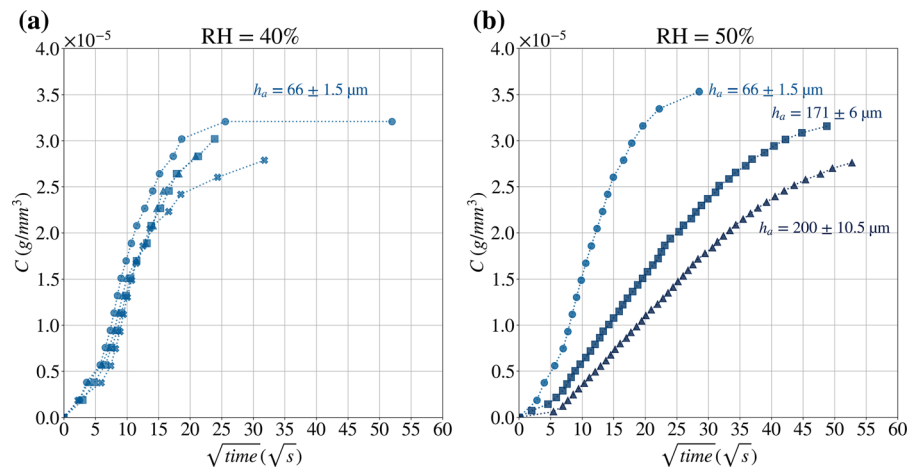 (a)
RH = 40%
×10⁻⁵
4.0
3.5
3.0
2.5
2.0
1.5
1.0
0.5
0.0
C (g/mm³)
hₐ = 66 ± 1.5 μm
0 5 10 15 20 25 30 35 40 45 50 55 60
√time (√s)
(b)
RH = 50%
×10⁻⁵
4.0
3.5
3.0
2.5
2.0
1.5
1.0
0.5
0.0
C (g/mm³)
hₐ = 66 ± 1.5 μm
hₐ = 171 ± 6 μm
hₐ = 200 ± 10.5 μm
0 5 10 15 20 25 30 35 40 45 50 55 60
√time (√s)